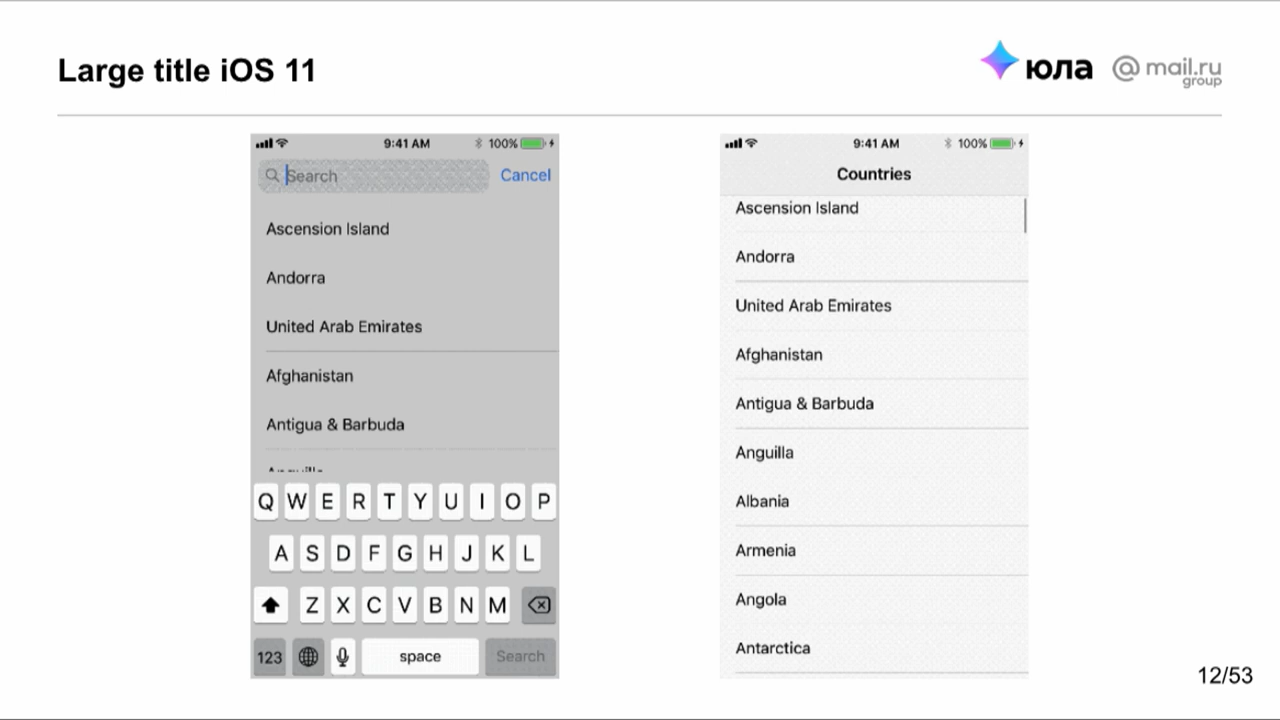 Large title iOS 11
юла
@mail.ru
group
9:41 AM
100%
Search
Cancel
Ascension Island
Andorra
United Arab Emirates
Afghanistan
Antigua & Barbuda
Anguilla
Q W E R T Y U I O P
A S D F G H J K L
Z X C V B N M
123
space
Search
9:41 AM
100%
Countries
Ascension Island
Andorra
United Arab Emirates
Afghanistan
Antigua & Barbuda
Anguilla
Albania
Armenia
Angola
Antarctica
12/53